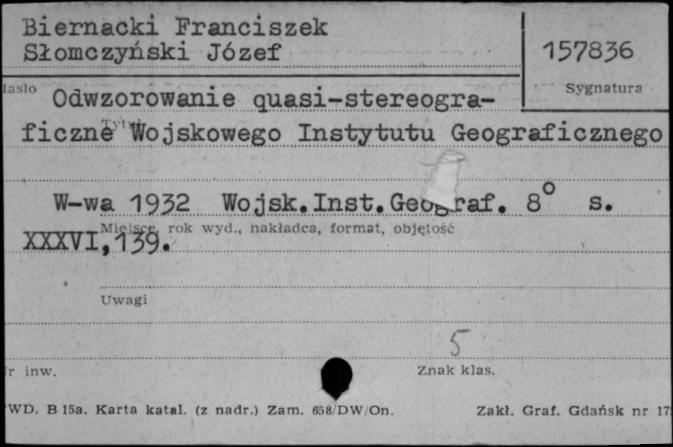 Biernacki Franciszek
Słomczyński Józef
157836
Sygnatura
Odwzorowanie quasi-stereogra-
Tytuł
ficzne Wojskowego Instytutu Geograficznego
W-wa 1932 Wojsk.Inst.Geograf. 8° s.
Miejsce, rok wyd., nakładca, format, objętość
XXXVI,139.
Uwagi
5
inw.
Znak klas.
WD. B 15a. Karta katal. (z nadr.) Zam. 658/DW/On.
Zakł. Graf. Gdańsk nr 17